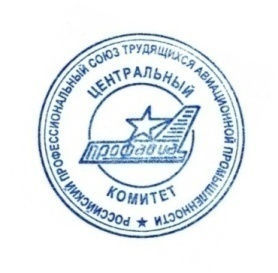 РОССИЙСКИЙ ПРОФЕССИОНАЛЬНЫЙ СОЮЗ ТРУДЯЩИХСЯ АВИАЦИОННОЙ ПРОМЫШЛЕННОСТИ ★
ЦЕНТРАЛЬНЫЙ
профавиа
КОМИТЕТ